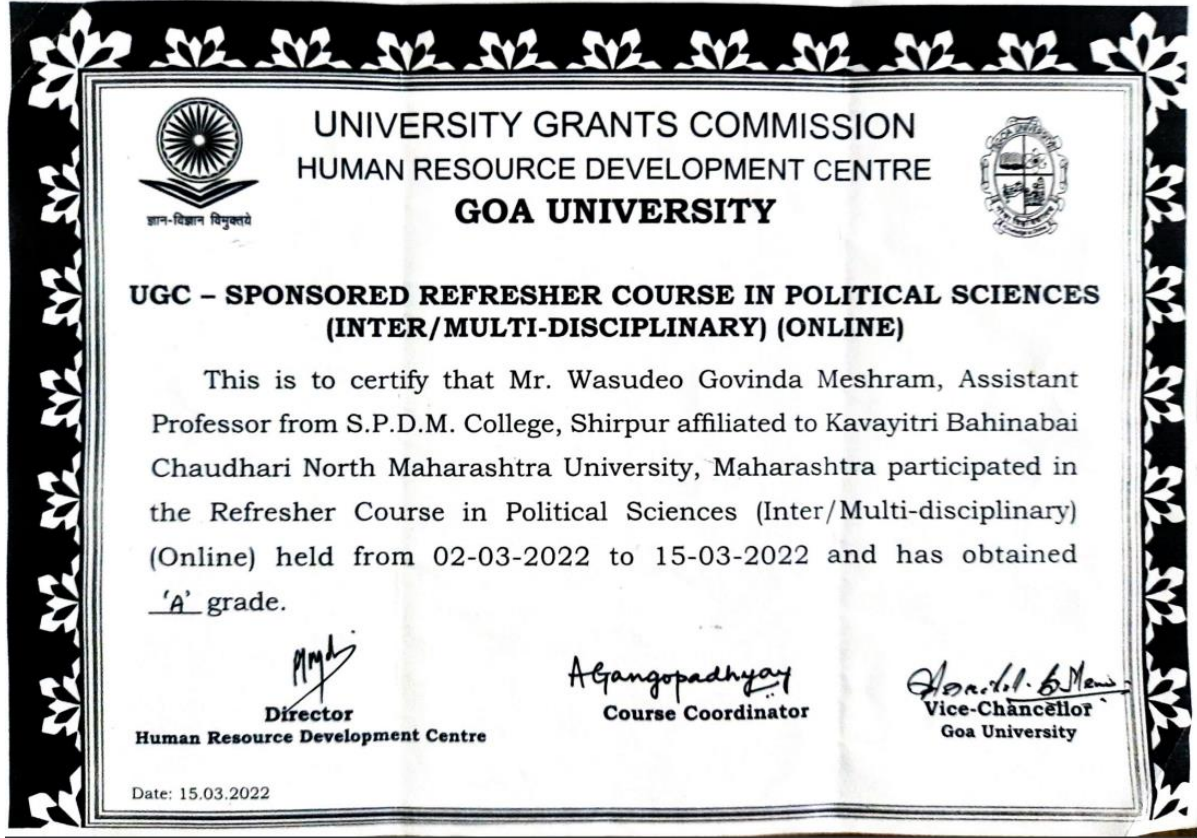 UNIVERSITY GRANTS COMMISSION
HUMAN RESOURCE DEVELOPMENT CENTRE
GOA UNIVERSITY
ज्ञान-विज्ञान विमुक्तये
GOA UNIVERSITY
UGC – SPONSORED REFRESHER COURSE IN POLITICAL SCIENCES
(INTER/MULTI-DISCIPLINARY) (ONLINE)
This is to certify that Mr. Wasudeo Govinda Meshram, Assistant
Professor from S.P.D.M. College, Shirpur affiliated to Kavayitri Bahinabai
Chaudhari North Maharashtra University, Maharashtra participated in
the Refresher Course in Political Sciences (Inter/Multi-disciplinary)
(Online) held from 02-03-2022 to 15-03-2022 and has obtained
'A' grade.
AGangopadhyay
Director
Human Resource Development Centre
Course Coordinator
Vice-Chancellor
Goa University
Date: 15.03.2022